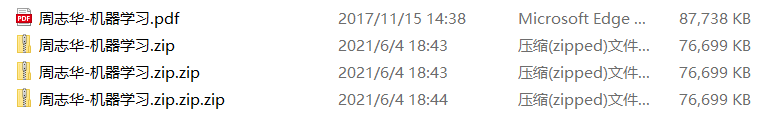 周志华-机器学习.pdf 2017/11/15 14:38 Microsoft Edge ... 87,738 KB
周志华-机器学习.zip 2021/6/4 18:43 压缩(zipped)文件... 76,699 KB
周志华-机器学习.zip.zip 2021/6/4 18:43 压缩(zipped)文件... 76,699 KB
周志华-机器学习.zip.zip.zip 2021/6/4 18:44 压缩(zipped)文件... 76,699 KB